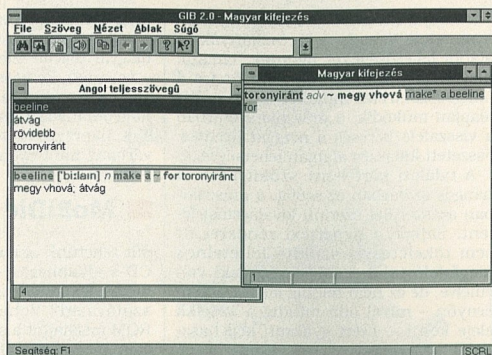 GIB 2.0 - Magyar kifejezés
File Szöveg Nézet Ablak Súgó
Angol teljesszövegű
beeline
átvág
rövidebb
toronyiránt
beeline ['bi:laın] n make a ~ for toronyiránt
megy vhová; átvág
4
Magyar kifejezés
toronyiránt adv ~ megy vhová make* a beeline
for
1
Segítség: F1
SCRL